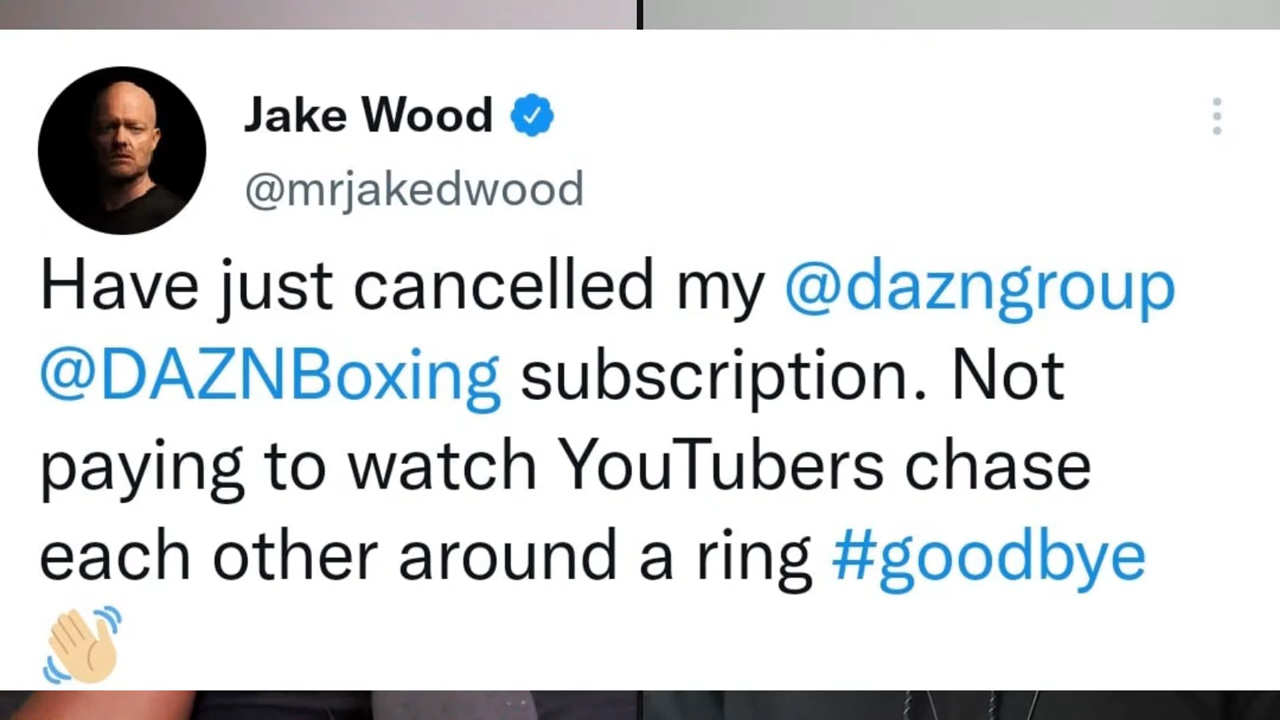 Jake Wood
@mrjakedwood
Have just cancelled my @dazngroup
@DAZNBoxing subscription. Not
paying to watch YouTubers chase
each other around a ring #goodbye
👋🏼